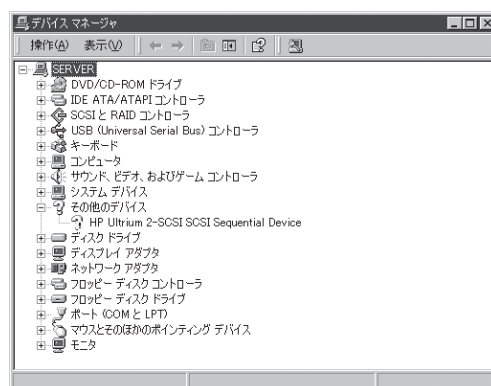 デバイス マネージャ
操作(A) 表示(V)
SERVER
DVD/CD-ROM ドライブ
IDE ATA/ATAPI コントローラ
SCSI と RAID コントローラ
USB (Universal Serial Bus) コントローラ
キーボード
コンピュータ
サウンド、ビデオ、およびゲーム コントローラ
システム デバイス
その他のデバイス
HP Ultrium 2-SCSI SCSI Sequential Device
ディスク ドライブ
ディスプレイ アダプタ
ネットワーク アダプタ
フロッピー ディスク コントローラ
フロッピー ディスク ドライブ
ポート (COM と LPT)
マウスとそのほかのポインティング デバイス
モニタ